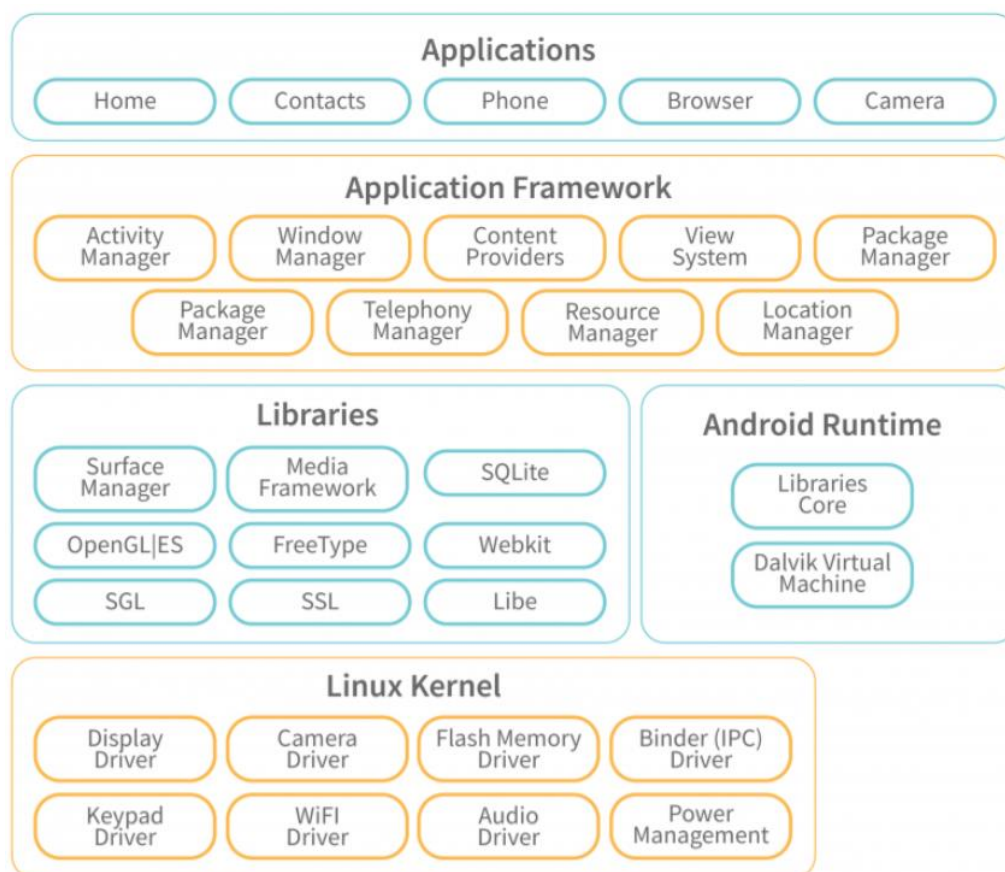 Applications
Home
Contacts
Phone
Browser
Camera
Application Framework
Activity
Manager
Window
Manager
Content
Providers
View
System
Package
Manager
Package
Manager
Telephony
Manager
Resource
Manager
Location
Manager
Libraries
Surface
Manager
Media
Framework
SQLite
OpenGL|ES
FreeType
Webkit
SGL
SSL
Libe
Android Runtime
Libraries
Core
Dalvik Virtual
Machine
Linux Kernel
Display
Driver
Camera
Driver
Flash Memory
Driver
Binder (IPC)
Driver
Keypad
Driver
WiFI
Driver
Audio
Driver
Power
Management